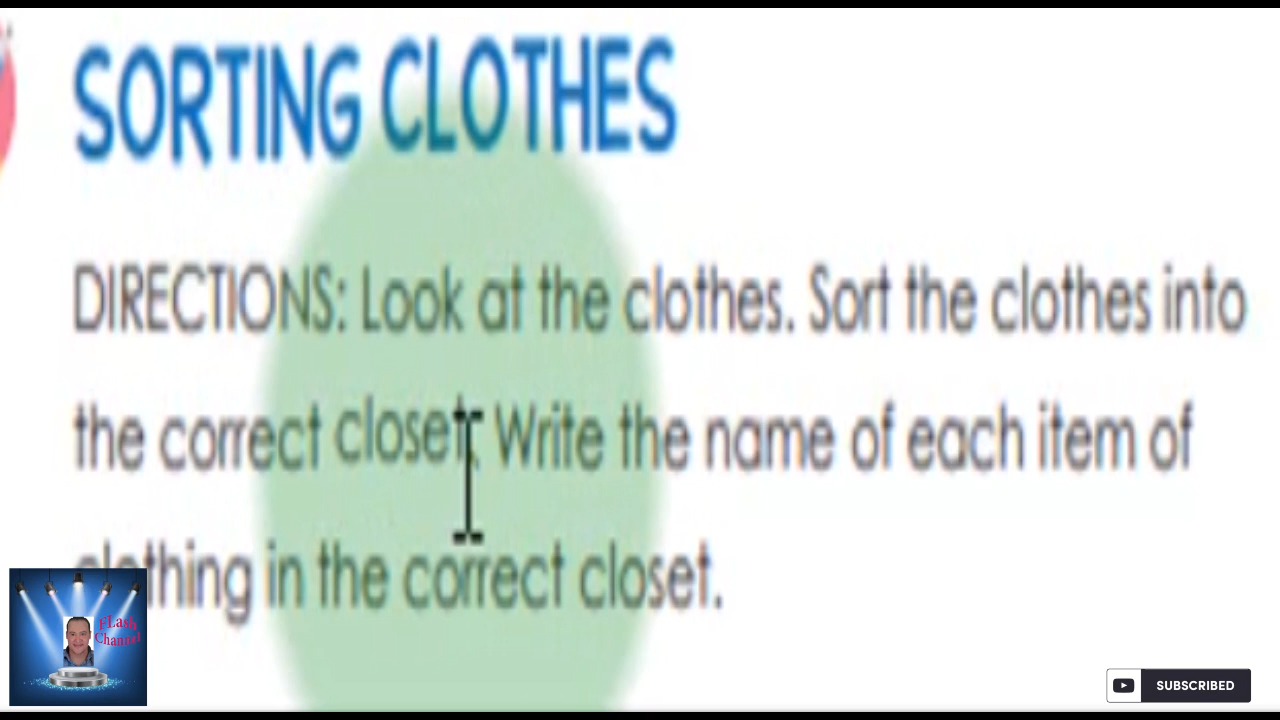 SORTING CLOTHES
DIRECTIONS: Look at the clothes. Sort the clothes into
the correct closet. Write the name of each item of
clothing in the correct closet.
FLash
Channel
SUBSCRIBED